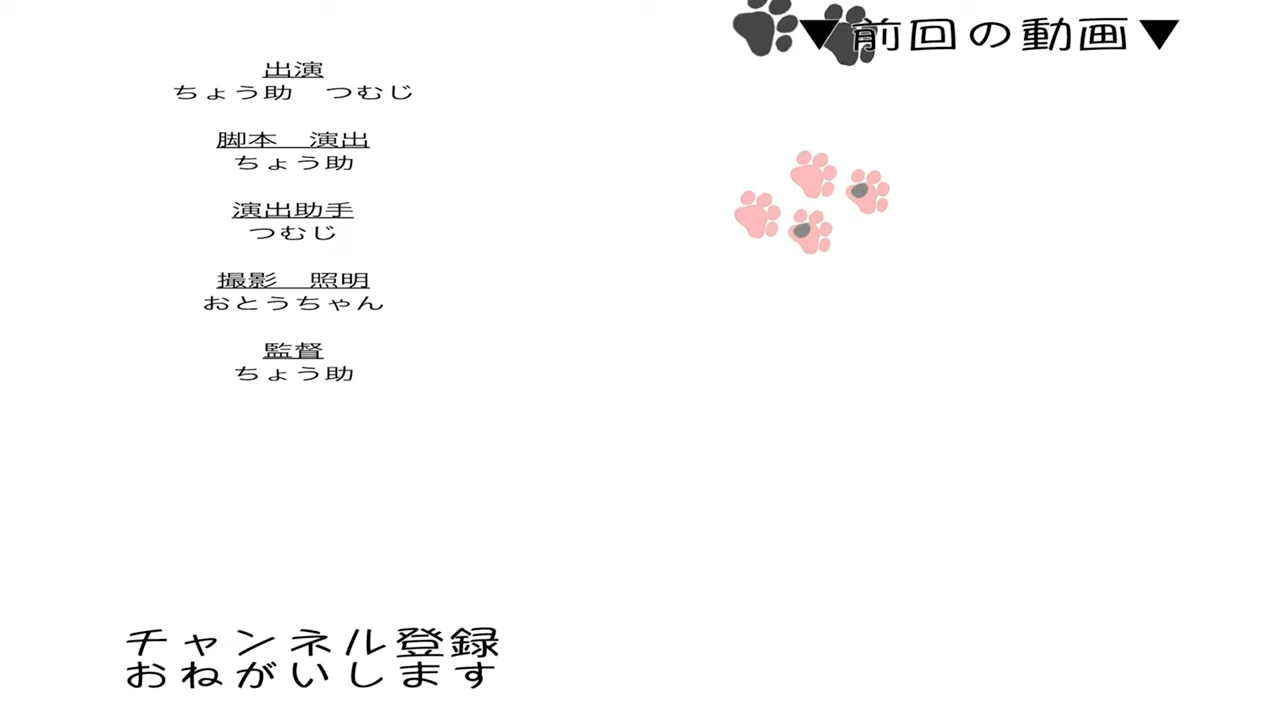 出演
ちょう助　つむじ
脚本　演出
ちょう助
演出助手
つむじ
撮影　照明
おとうちゃん
監督
ちょう助
チャンネル登録
おねがいします
▼前回の動画▼